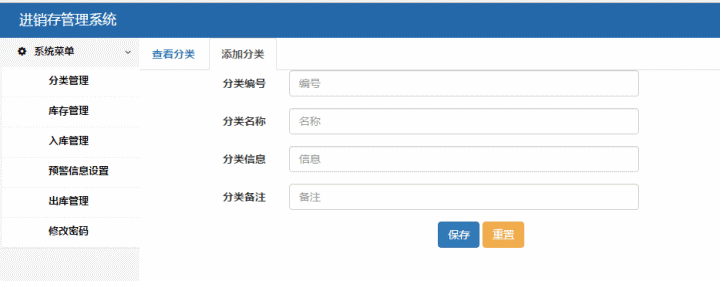 进销存管理系统
系统菜单
分类管理
库存管理
入库管理
预警信息设置
出库管理
修改密码
查看分类 添加分类
分类编号 编号
分类名称 名称
分类信息 信息
分类备注 备注
保存 重置